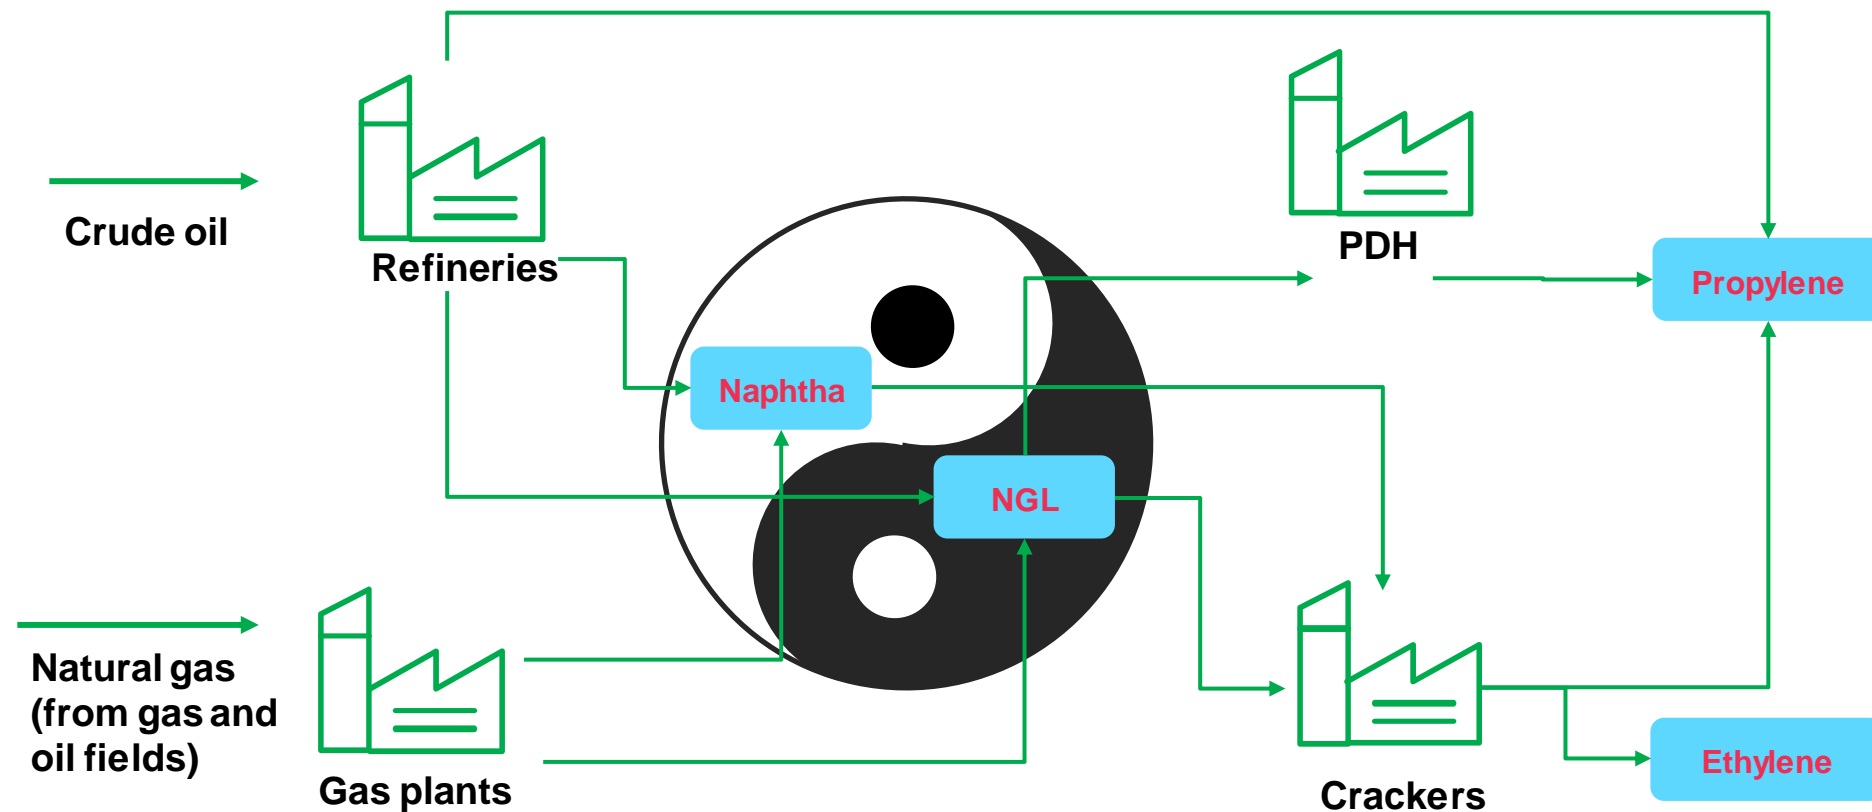 Crude oil
Refineries
PDH
Propylene
Naphtha
NGL
Natural gas
(from gas and
oil fields)
Gas plants
Crackers
Ethylene